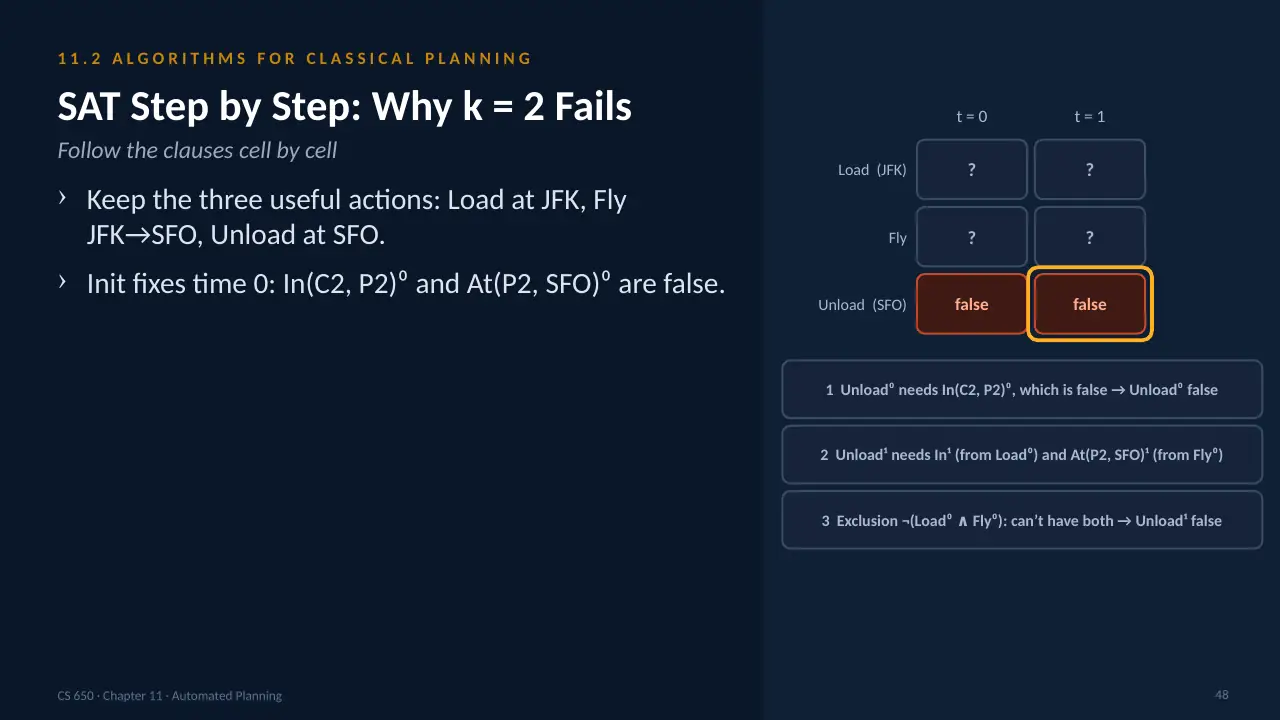 11.2 ALGORITHMS FOR CLASSICAL PLANNING
SAT Step by Step: Why k = 2 Fails
Follow the clauses cell by cell
› Keep the three useful actions: Load at JFK, Fly
JFK→SFO, Unload at SFO.
› Init fixes time 0: In(C2, P2)⁰ and At(P2, SFO)⁰ are false.
t = 0 t = 1
Load (JFK) ? ?
Fly ? ?
Unload (SFO) false false
1 Unload⁰ needs In(C2, P2)⁰, which is false → Unload⁰ false
2 Unload¹ needs In¹ (from Load⁰) and At(P2, SFO)¹ (from Fly⁰)
3 Exclusion ¬(Load⁰ ∧ Fly⁰): can’t have both → Unload¹ false
CS 650 · Chapter 11 · Automated Planning
48